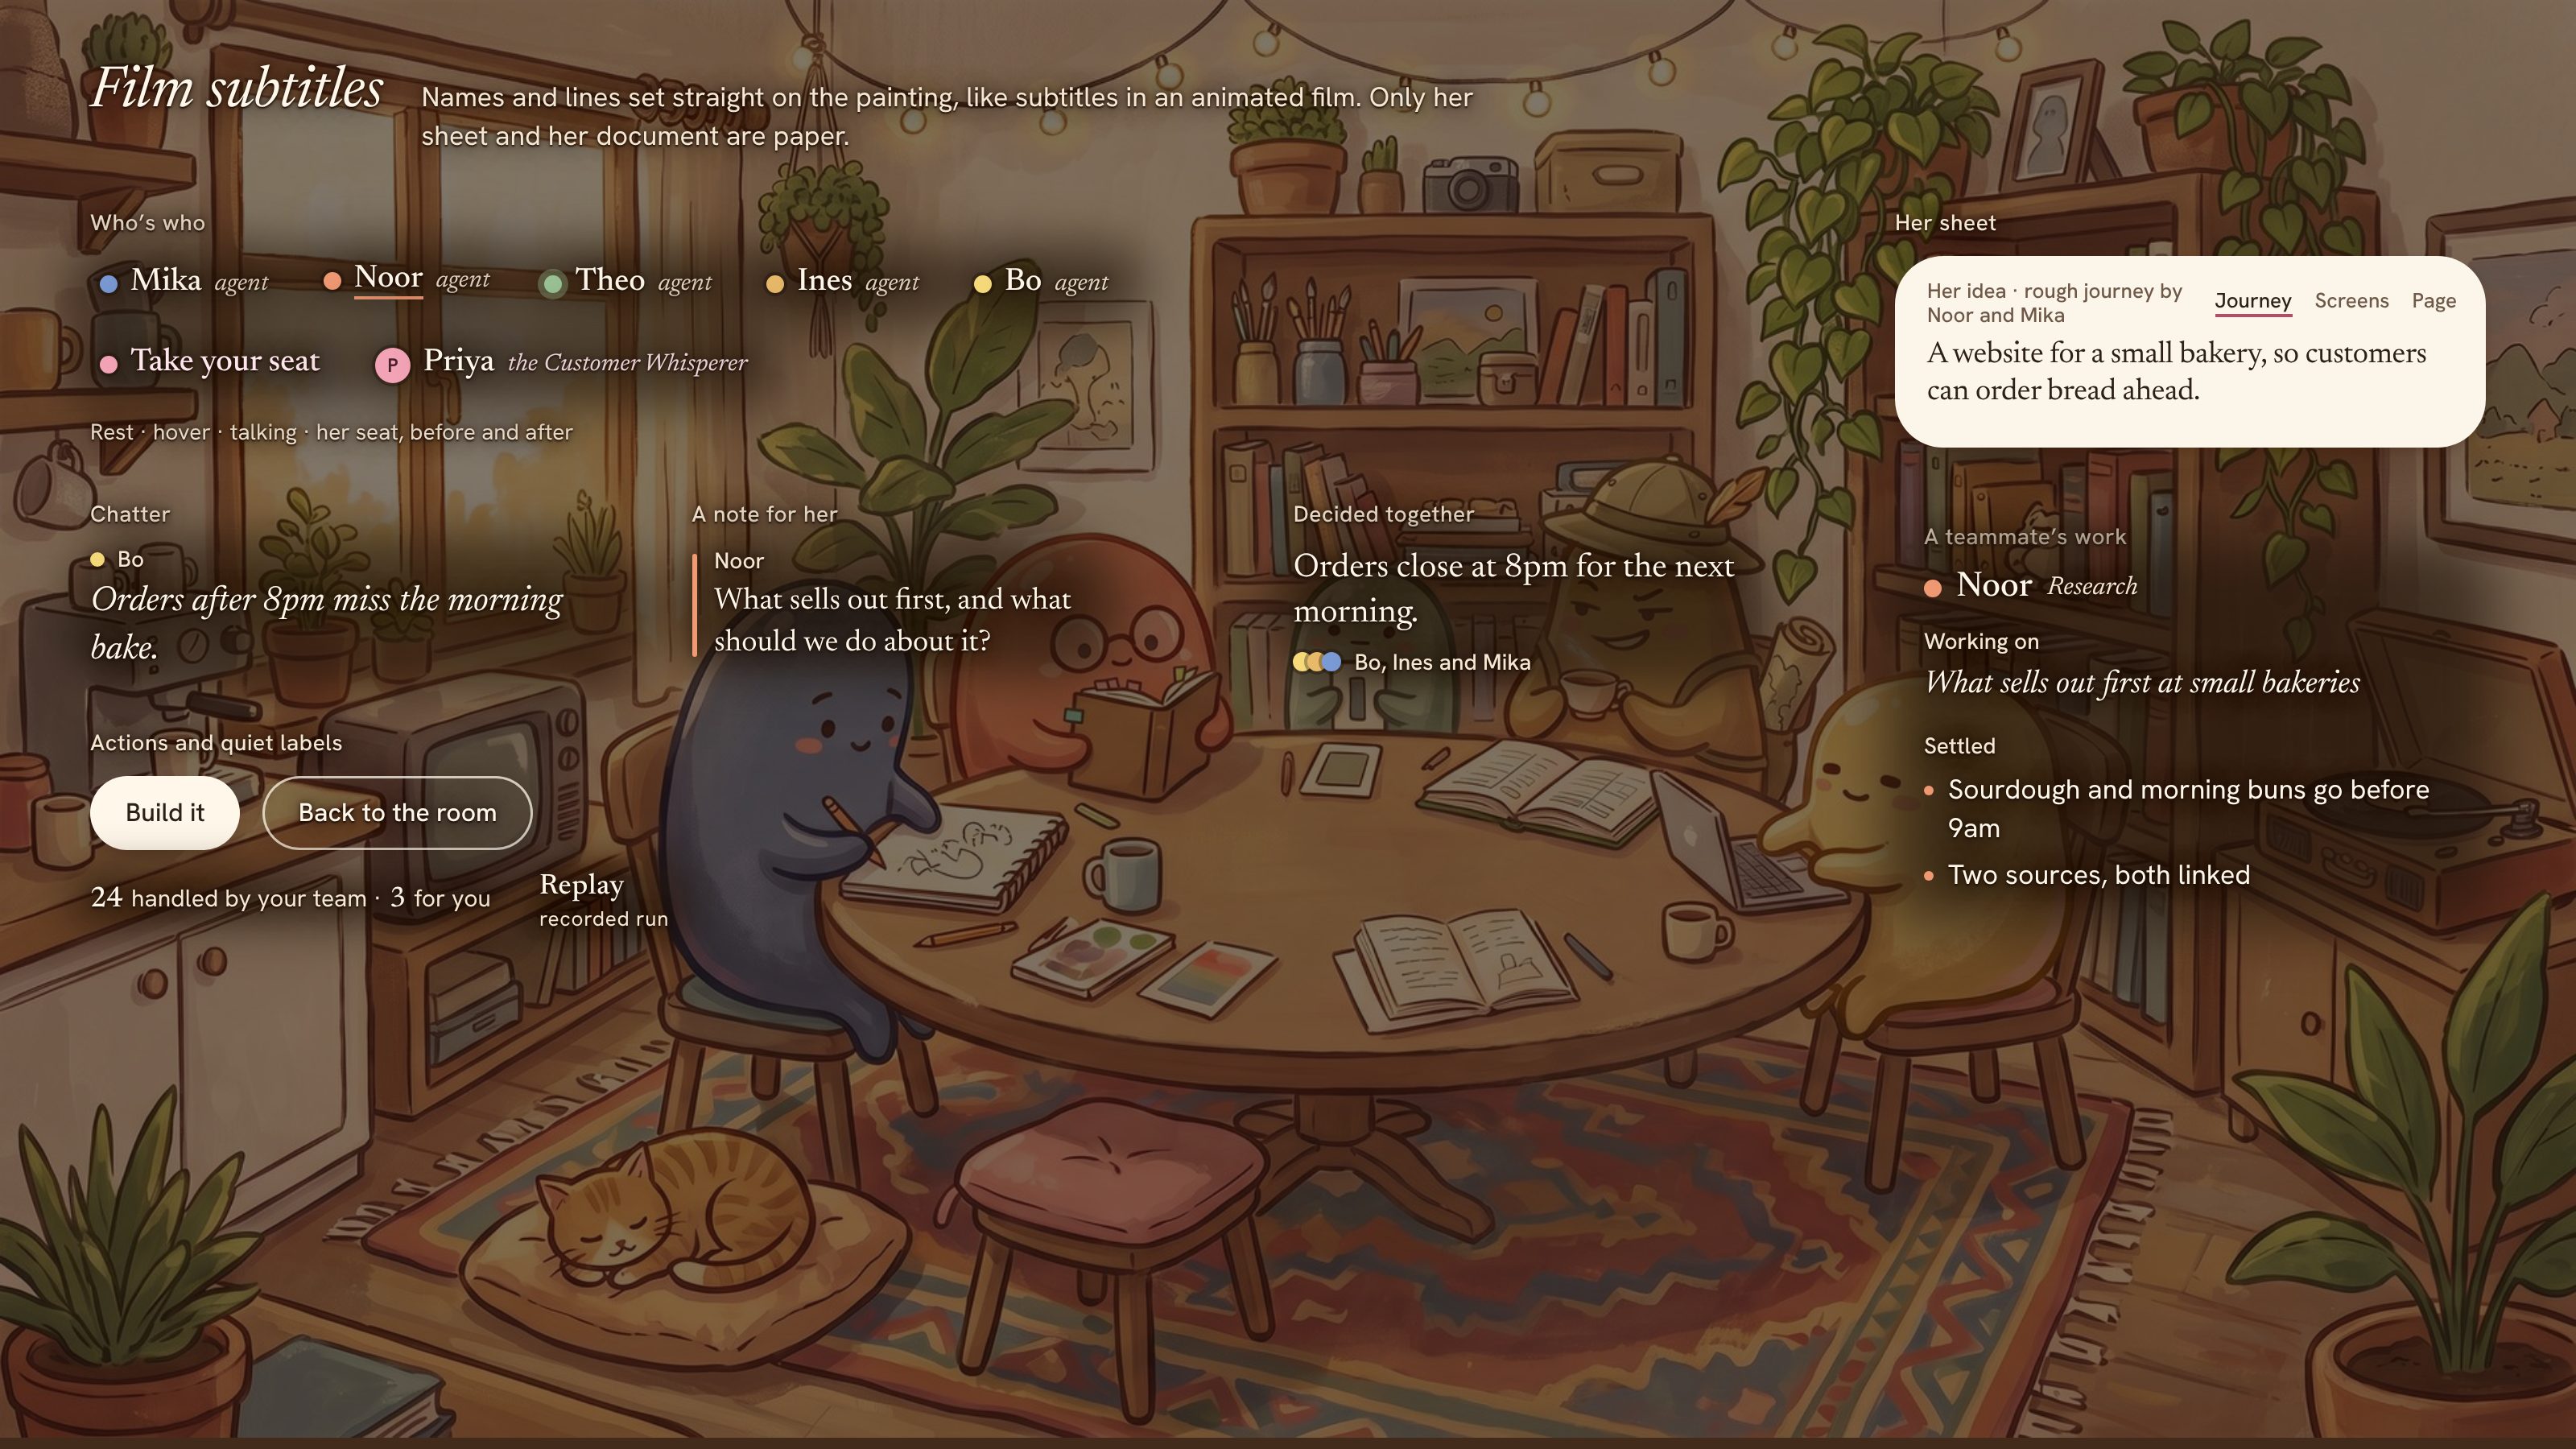 Film subtitles
Names and lines set straight on the painting, like subtitles in an animated film. Only her
sheet and her document are paper.
Who's who
Mika agent
Noor agent
Theo agent
Ines agent
Bo agent
Take your seat
P Priya the Customer Whisperer
Rest · hover · talking · her seat, before and after
Her sheet
Her idea · rough journey by
Noor and Mika
Journey Screens Page
A website for a small bakery, so customers
can order bread ahead.
Chatter
Bo
Orders after 8pm miss the morning
bake.
A note for her
Noor
What sells out first, and what
should we do about it?
Decided together
Orders close at 8pm for the next
morning.
Bo, Ines and Mika
A teammate's work
Noor Research
Working on
What sells out first at small bakeries
Settled
Sourdough and morning buns go before
9am
Two sources, both linked
Actions and quiet labels
Build it
Back to the room
24 handled by your team · 3 for you
Replay
recorded run